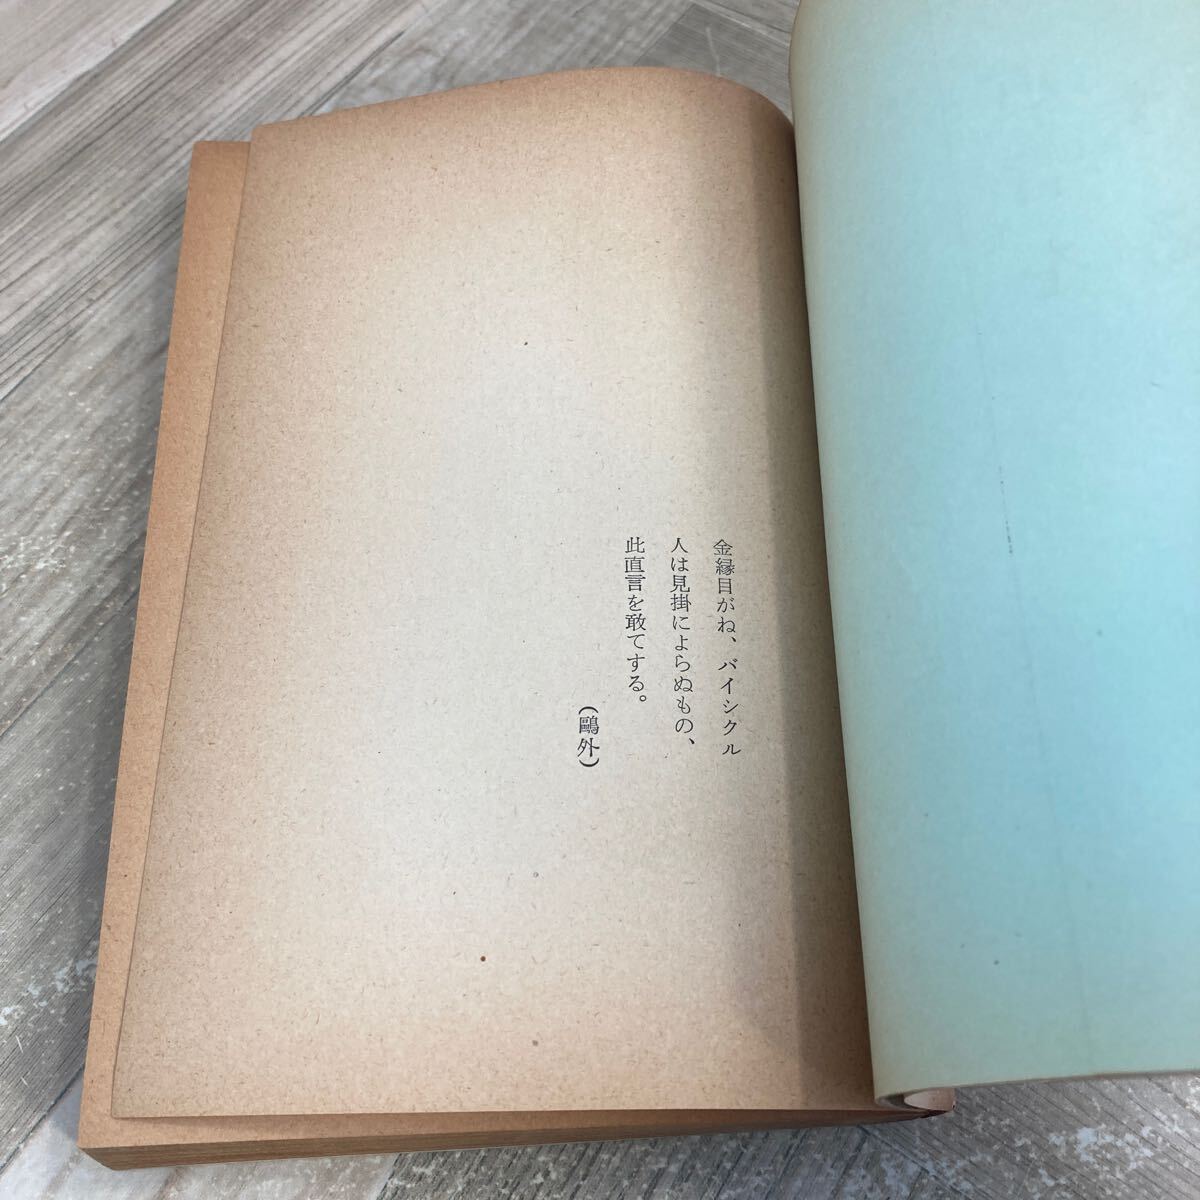 金縁目がね、バイシクル
人は見掛によらぬもの、
此直言を敢てする。
(鷗外)